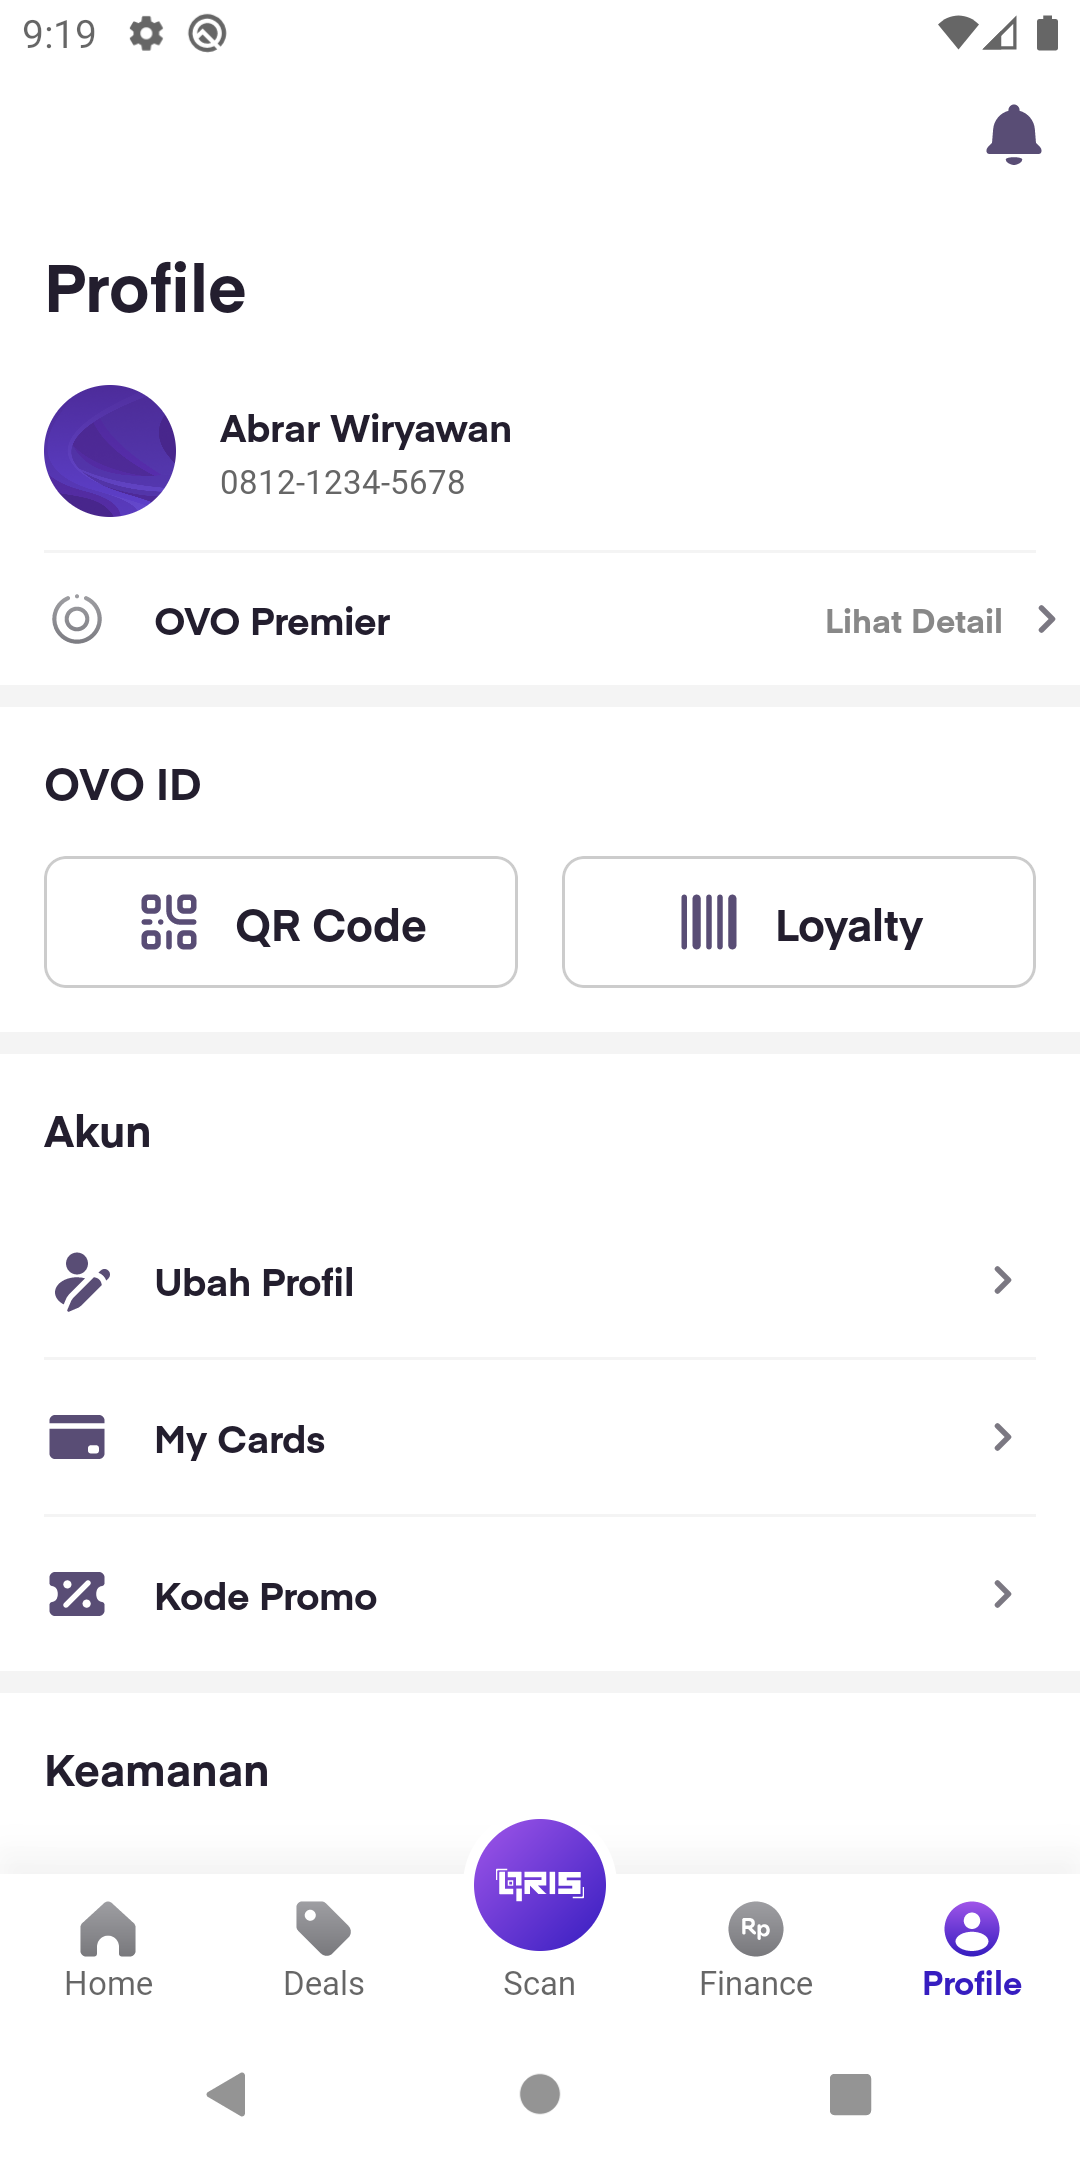 9:19
Profile
Abrar Wiryawan
0812-1234-5678
OVO Premier
Lihat Detail
OVO ID
QR Code
Loyalty
Akun
Ubah Profil
My Cards
Kode Promo
Keamanan
QRIS
Rp
Home
Deals
Scan
Finance
Profile